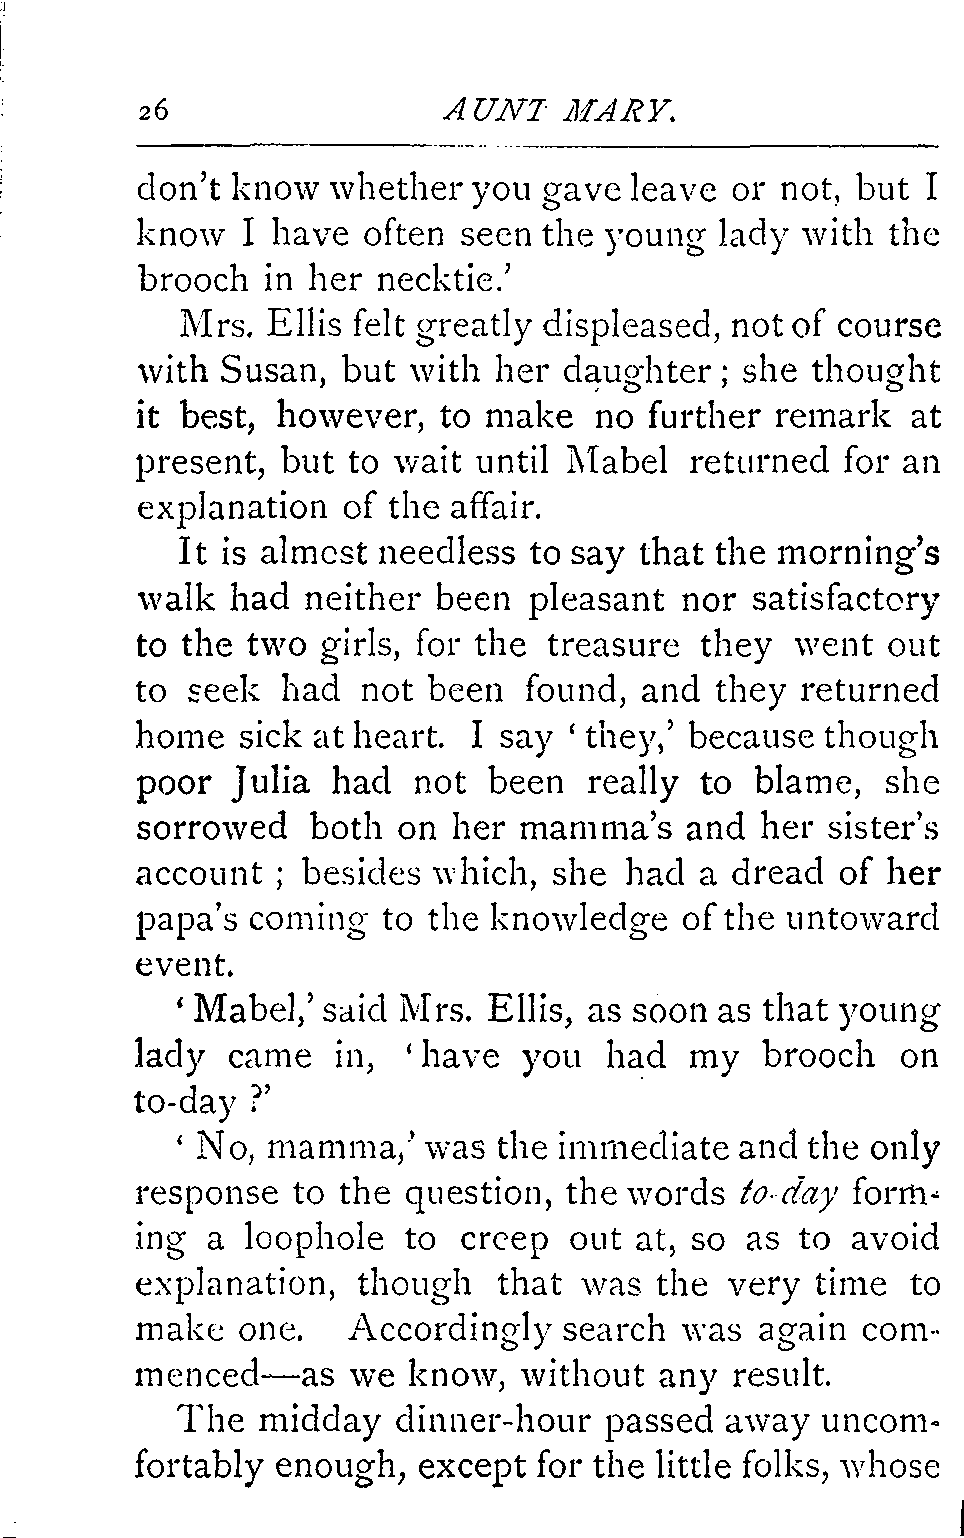 26 AUNT MARY.
don't know whether you gave leave or not, but I
know I have often seen the young lady with the
brooch in her necktie.'
Mrs. Ellis felt greatly displeased, not of course
with Susan, but with her daughter; she thought
it best, however, to make no further remark at
present, but to wait until Mabel returned for an
explanation of the affair.
It is almost needless to say that the morning's
walk had neither been pleasant nor satisfactory
to the two girls, for the treasure they went out
to seek had not been found, and they returned
home sick at heart. I say 'they,' because though
poor Julia had not been really to blame, she
sorrowed both on her mamma's and her sister's
account; besides which, she had a dread of her
papa's coming to the knowledge of the untoward
event.
'Mabel,' said Mrs. Ellis, as soon as that young
lady came in, 'have you had my brooch on
to-day?'
'No, mamma,' was the immediate and the only
response to the question, the words to-day form-
ing a loophole to creep out at, so as to avoid
explanation, though that was the very time to
make one. Accordingly search was again com-
menced—as we know, without any result.
The midday dinner-hour passed away uncom-
fortably enough, except for the little folks, whose